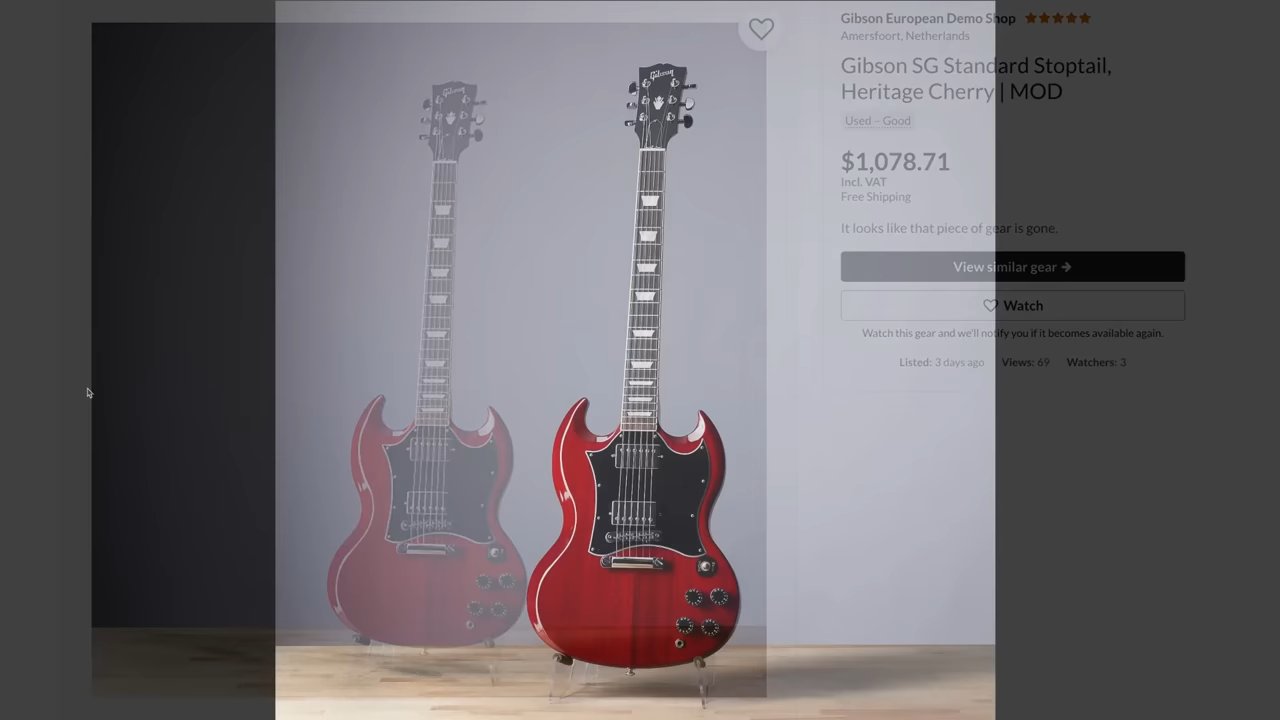 Gibson European Demo Shop
Amersfoort, Netherlands
Gibson SG Standard Stoptail,
Heritage Cherry | MOD
Used – Good
$1,078.71
Incl. VAT
Free Shipping
It looks like that piece of gear is gone.
View similar gear →
Watch
Watch this gear and we'll notify you if it becomes available again.
Listed: 3 days ago Views: 69 Watchers: 3
Gibson
Gibson